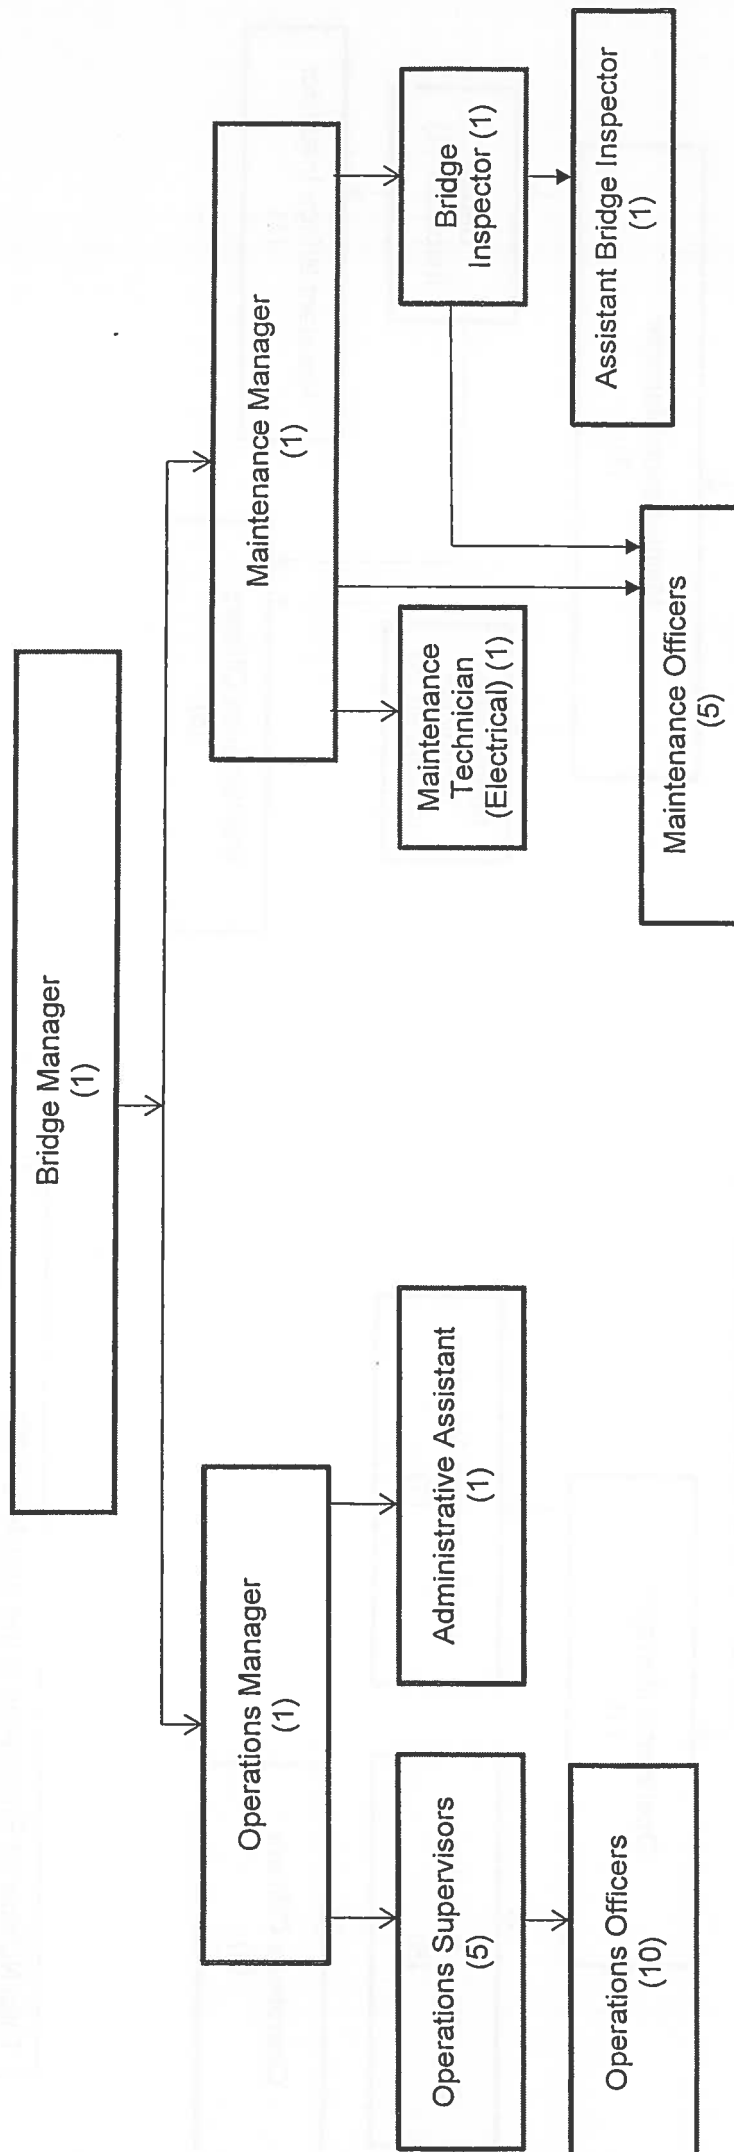 Bridge Manager
(1)
Operations Manager
(1)
Maintenance Manager
(1)
Operations Supervisors
(5)
Administrative Assistant
(1)
Maintenance
Technician
(Electrical) (1)
Bridge
Inspector (1)
Operations Officers
(10)
Assistant Bridge Inspector
(1)
Maintenance Officers
(5)